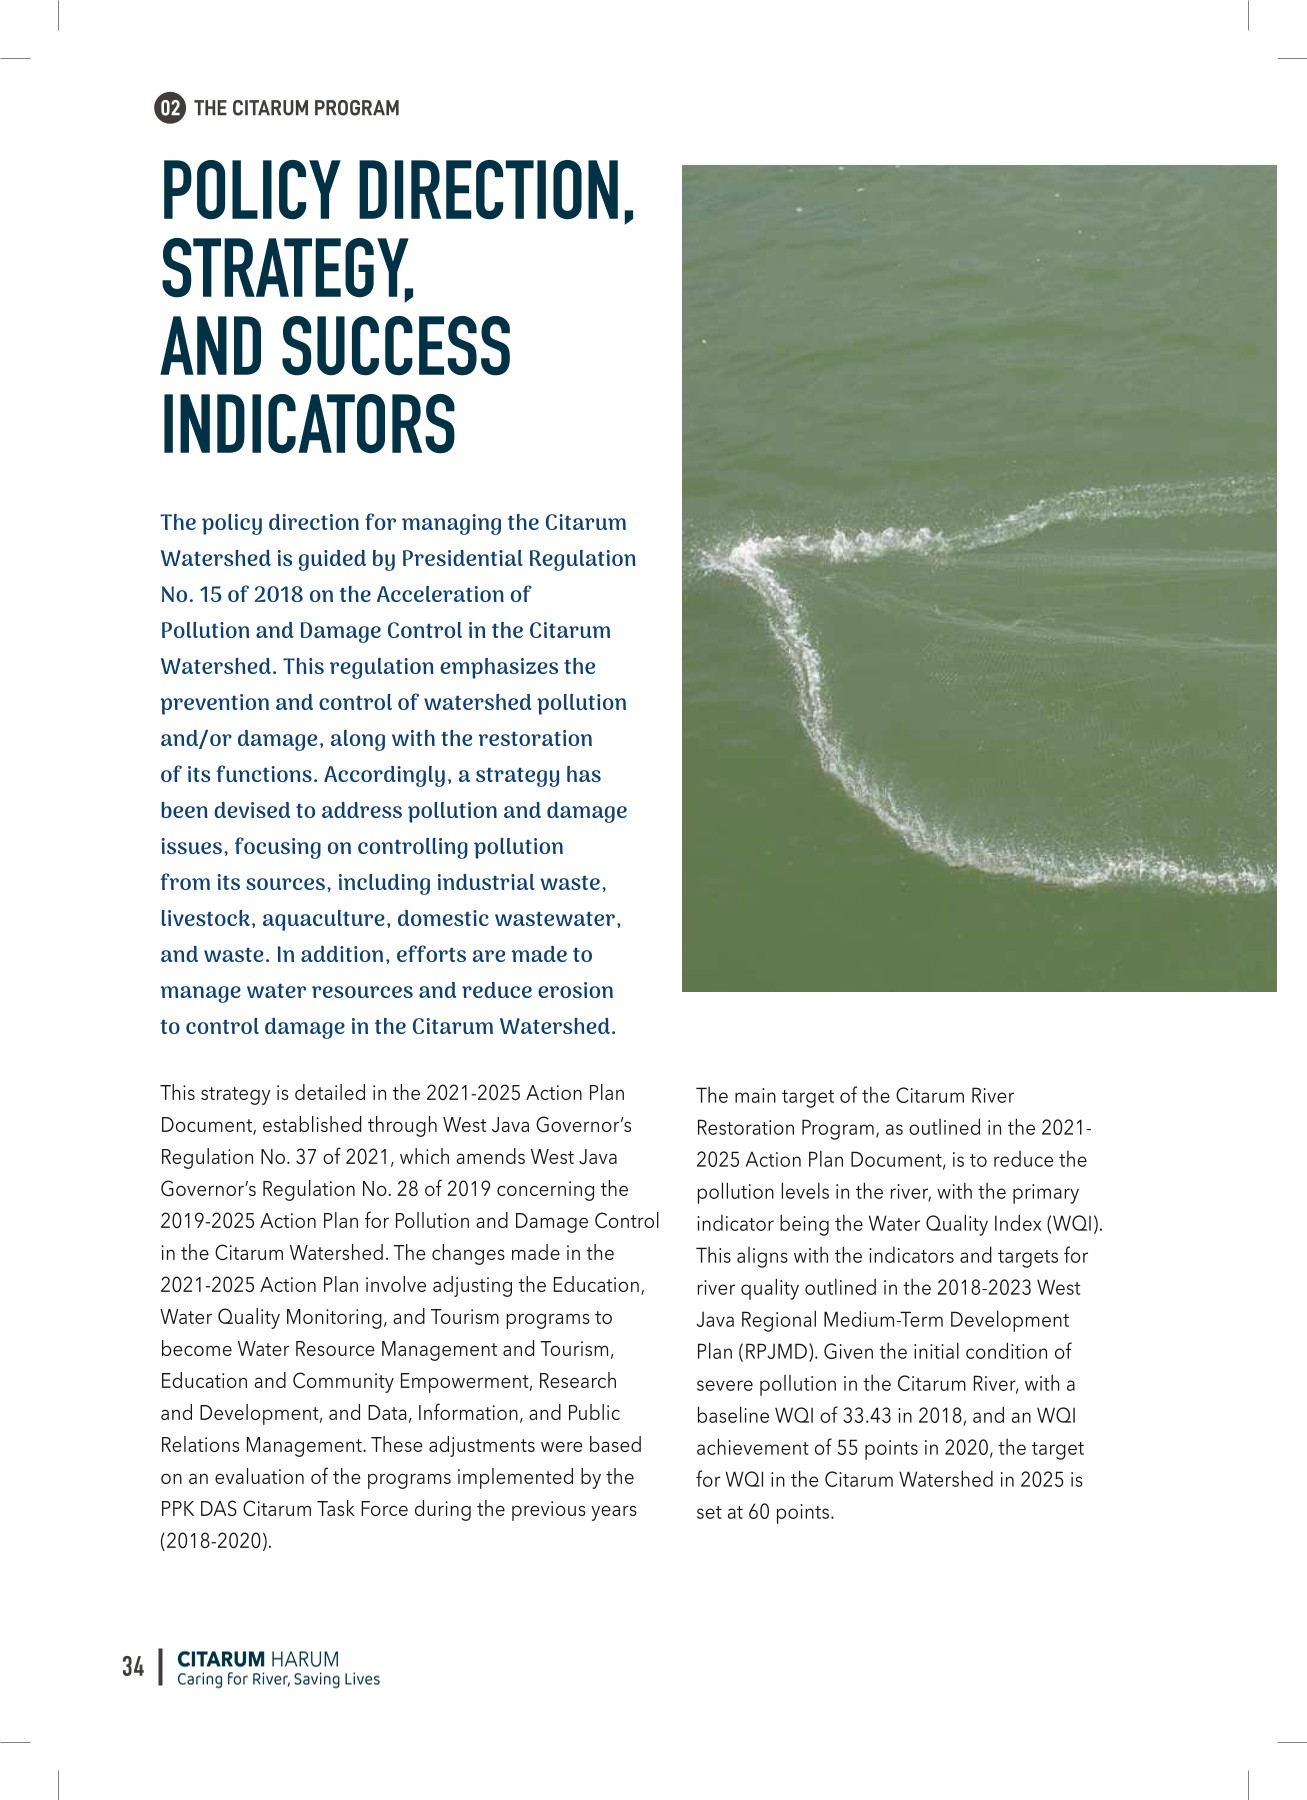 02 THE CITARUM PROGRAM
POLICY DIRECTION,
STRATEGY,
AND SUCCESS
INDICATORS
The policy direction for managing the Citarum
Watershed is guided by Presidential Regulation
No. 15 of 2018 on the Acceleration of
Pollution and Damage Control in the Citarum
Watershed. This regulation emphasizes the
prevention and control of watershed pollution
and/or damage, along with the restoration
of its functions. Accordingly, a strategy has
been devised to address pollution and damage
issues, focusing on controlling pollution
from its sources, including industrial waste,
livestock, aquaculture, domestic wastewater,
and waste. In addition, efforts are made to
manage water resources and reduce erosion
to control damage in the Citarum Watershed.
This strategy is detailed in the 2021-2025 Action Plan
Document, established through West Java Governor’s
Regulation No. 37 of 2021, which amends West Java
Governor’s Regulation No. 28 of 2019 concerning the
2019-2025 Action Plan for Pollution and Damage Control
in the Citarum Watershed. The changes made in the
2021-2025 Action Plan involve adjusting the Education,
Water Quality Monitoring, and Tourism programs to
become Water Resource Management and Tourism,
Education and Community Empowerment, Research
and Development, and Data, Information, and Public
Relations Management. These adjustments were based
on an evaluation of the programs implemented by the
PPK DAS Citarum Task Force during the previous years
(2018-2020).
The main target of the Citarum River
Restoration Program, as outlined in the 2021-
2025 Action Plan Document, is to reduce the
pollution levels in the river, with the primary
indicator being the Water Quality Index (WQI).
This aligns with the indicators and targets for
river quality outlined in the 2018-2023 West
Java Regional Medium-Term Development
Plan (RPJMD). Given the initial condition of
severe pollution in the Citarum River, with a
baseline WQI of 33.43 in 2018, and an WQI
achievement of 55 points in 2020, the target
for WQI in the Citarum Watershed in 2025 is
set at 60 points.
34
CITARUM HARUM
Caring for River, Saving Lives